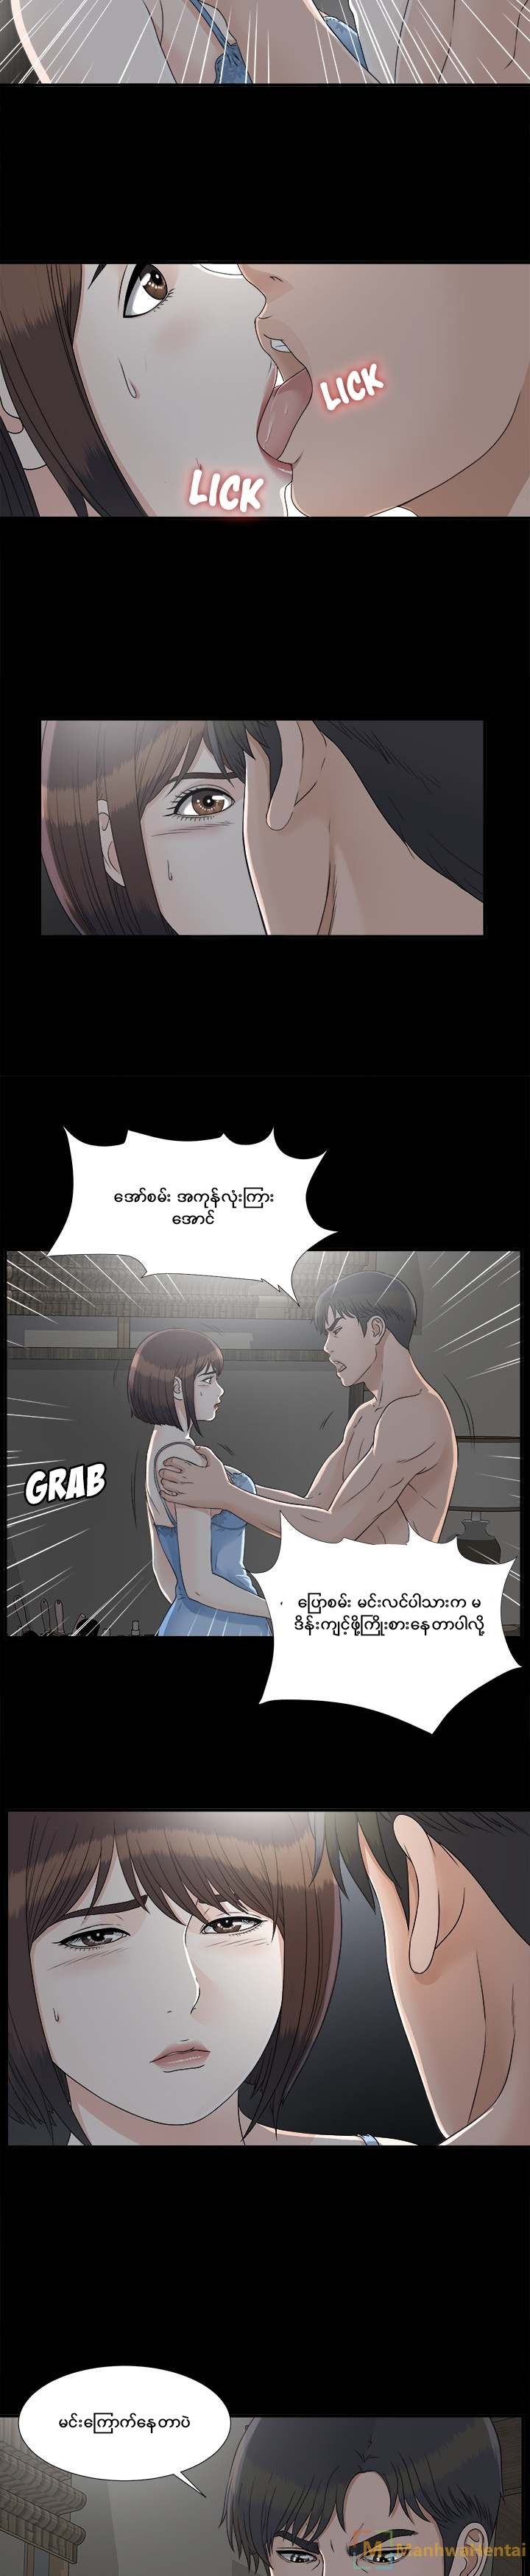 LICK
LICK
အော်စမ်း အကုန်လုံးကြား
အောင်
GRAB
ပြောစမ်း မင်းလင်ပါသားက မ
ဒိန်းကျင့်ဖို့ကြိုးစားနေတာပါလို့
မင်းကြောက်နေတာပဲ
ManhwaHentai